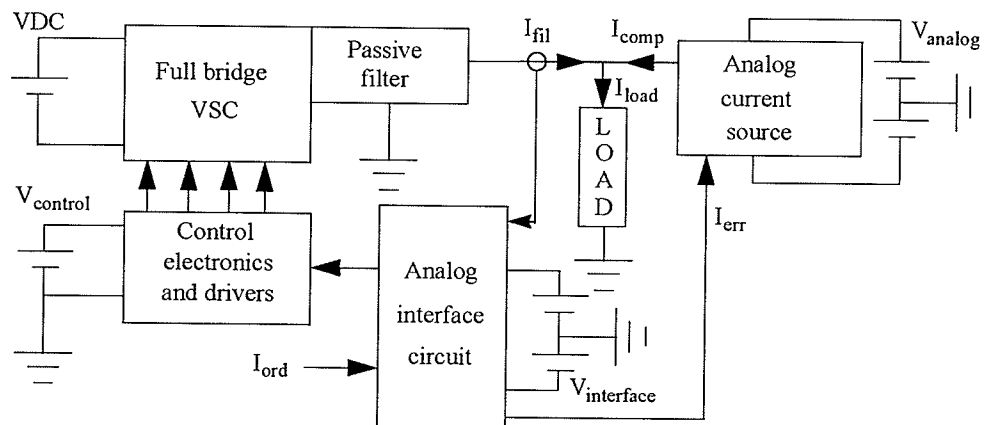 VDC
Full bridge
VSC
Passive
filter
I_fil
I_comp
I_load
LOAD
Analog
current
source
V_analog
V_control
Control
electronics
and drivers
Analog
interface
circuit
I_ord
I_err
V_interface